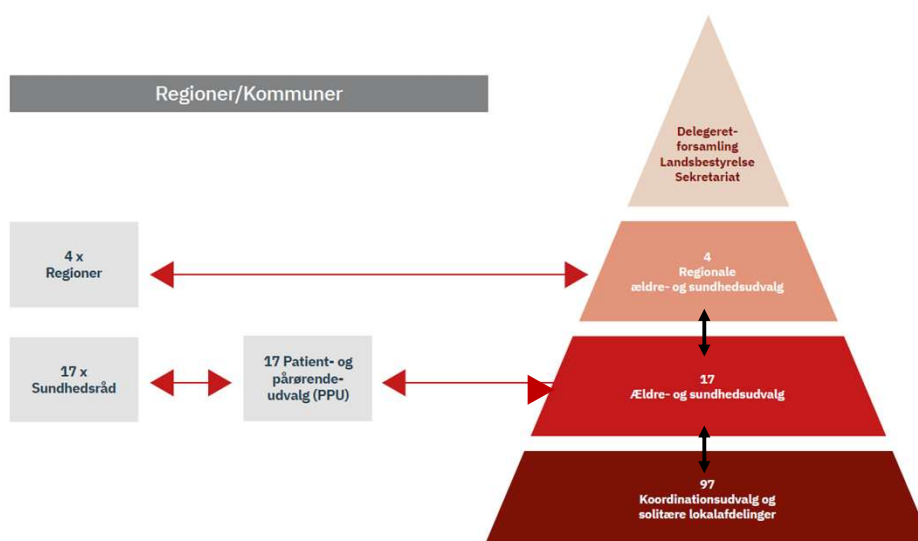 Regioner/Kommuner
Delegeret-
forsamling
Landsbestyrelse
Sekretariat
4 x
Regioner
4
Regionale
ældre- og sundhedsudvalg
17 x
Sundhedsråd
17 Patient- og
pårørende-
udvalg (PPU)
17
Ældre- og sundhedsudvalg
97
Koordinationsudvalg og
solitære lokalafdelinger